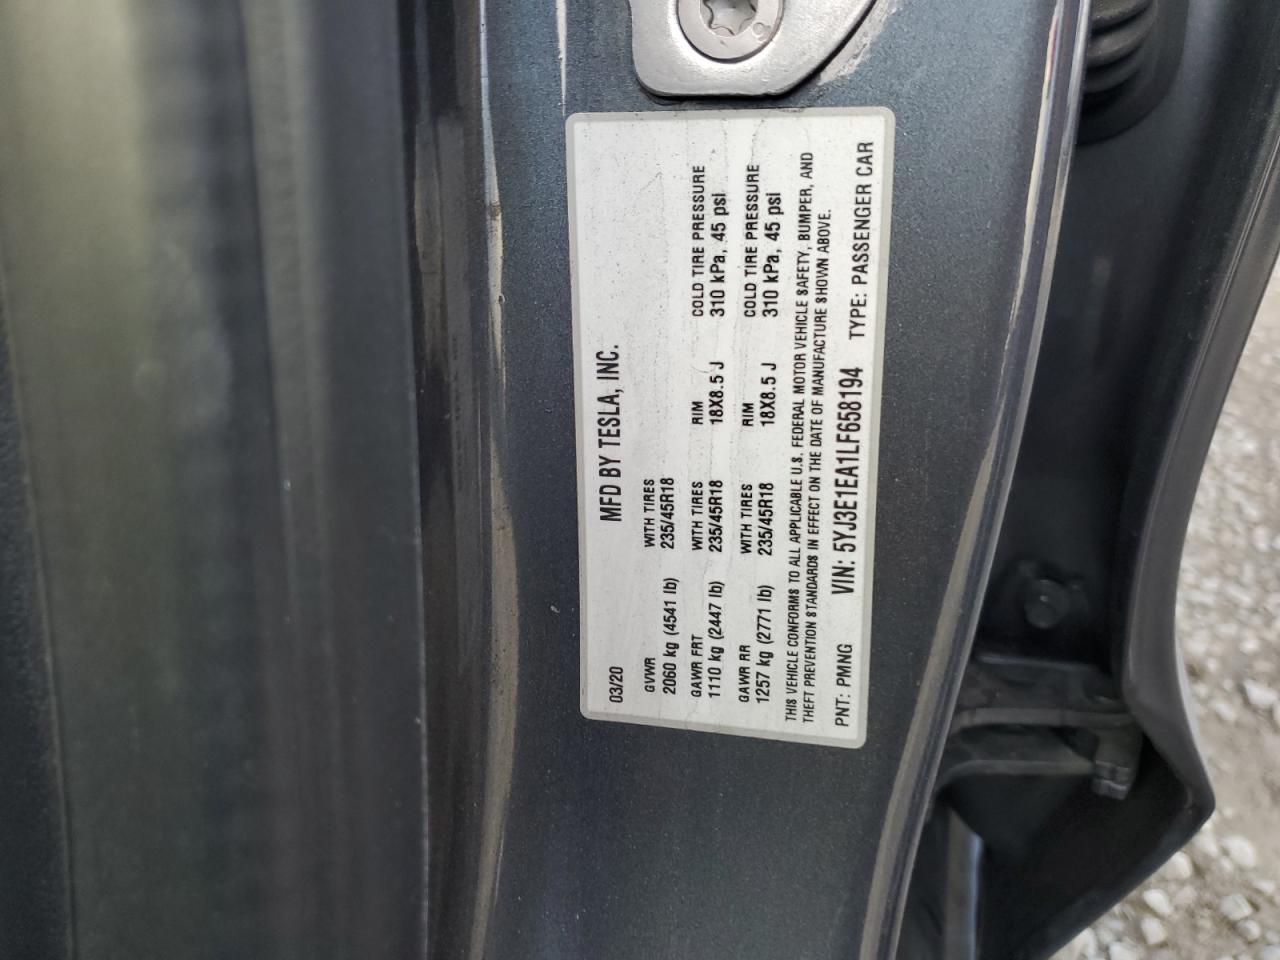 MFD BY TESLA, INC.
03/20
GVWR WITH TIRES
2060 kg (4541 lb) 235/45R18
GAWR FRT WITH TIRES RIM COLD TIRE PRESSURE
1110 kg (2447 lb) 235/45R18 18X8.5 J 310 kPa, 45 psi
GAWR RR WITH TIRES RIM COLD TIRE PRESSURE
1257 kg (2771 lb) 235/45R18 18X8.5 J 310 kPa, 45 psi
THIS VEHICLE CONFORMS TO ALL APPLICABLE U.S. FEDERAL MOTOR VEHICLE SAFETY, BUMPER, AND
THEFT PREVENTION STANDARDS IN EFFECT ON THE DATE OF MANUFACTURE SHOWN ABOVE.
PNT: PMNG VIN: 5YJ3E1EA1LF658194 TYPE: PASSENGER CAR